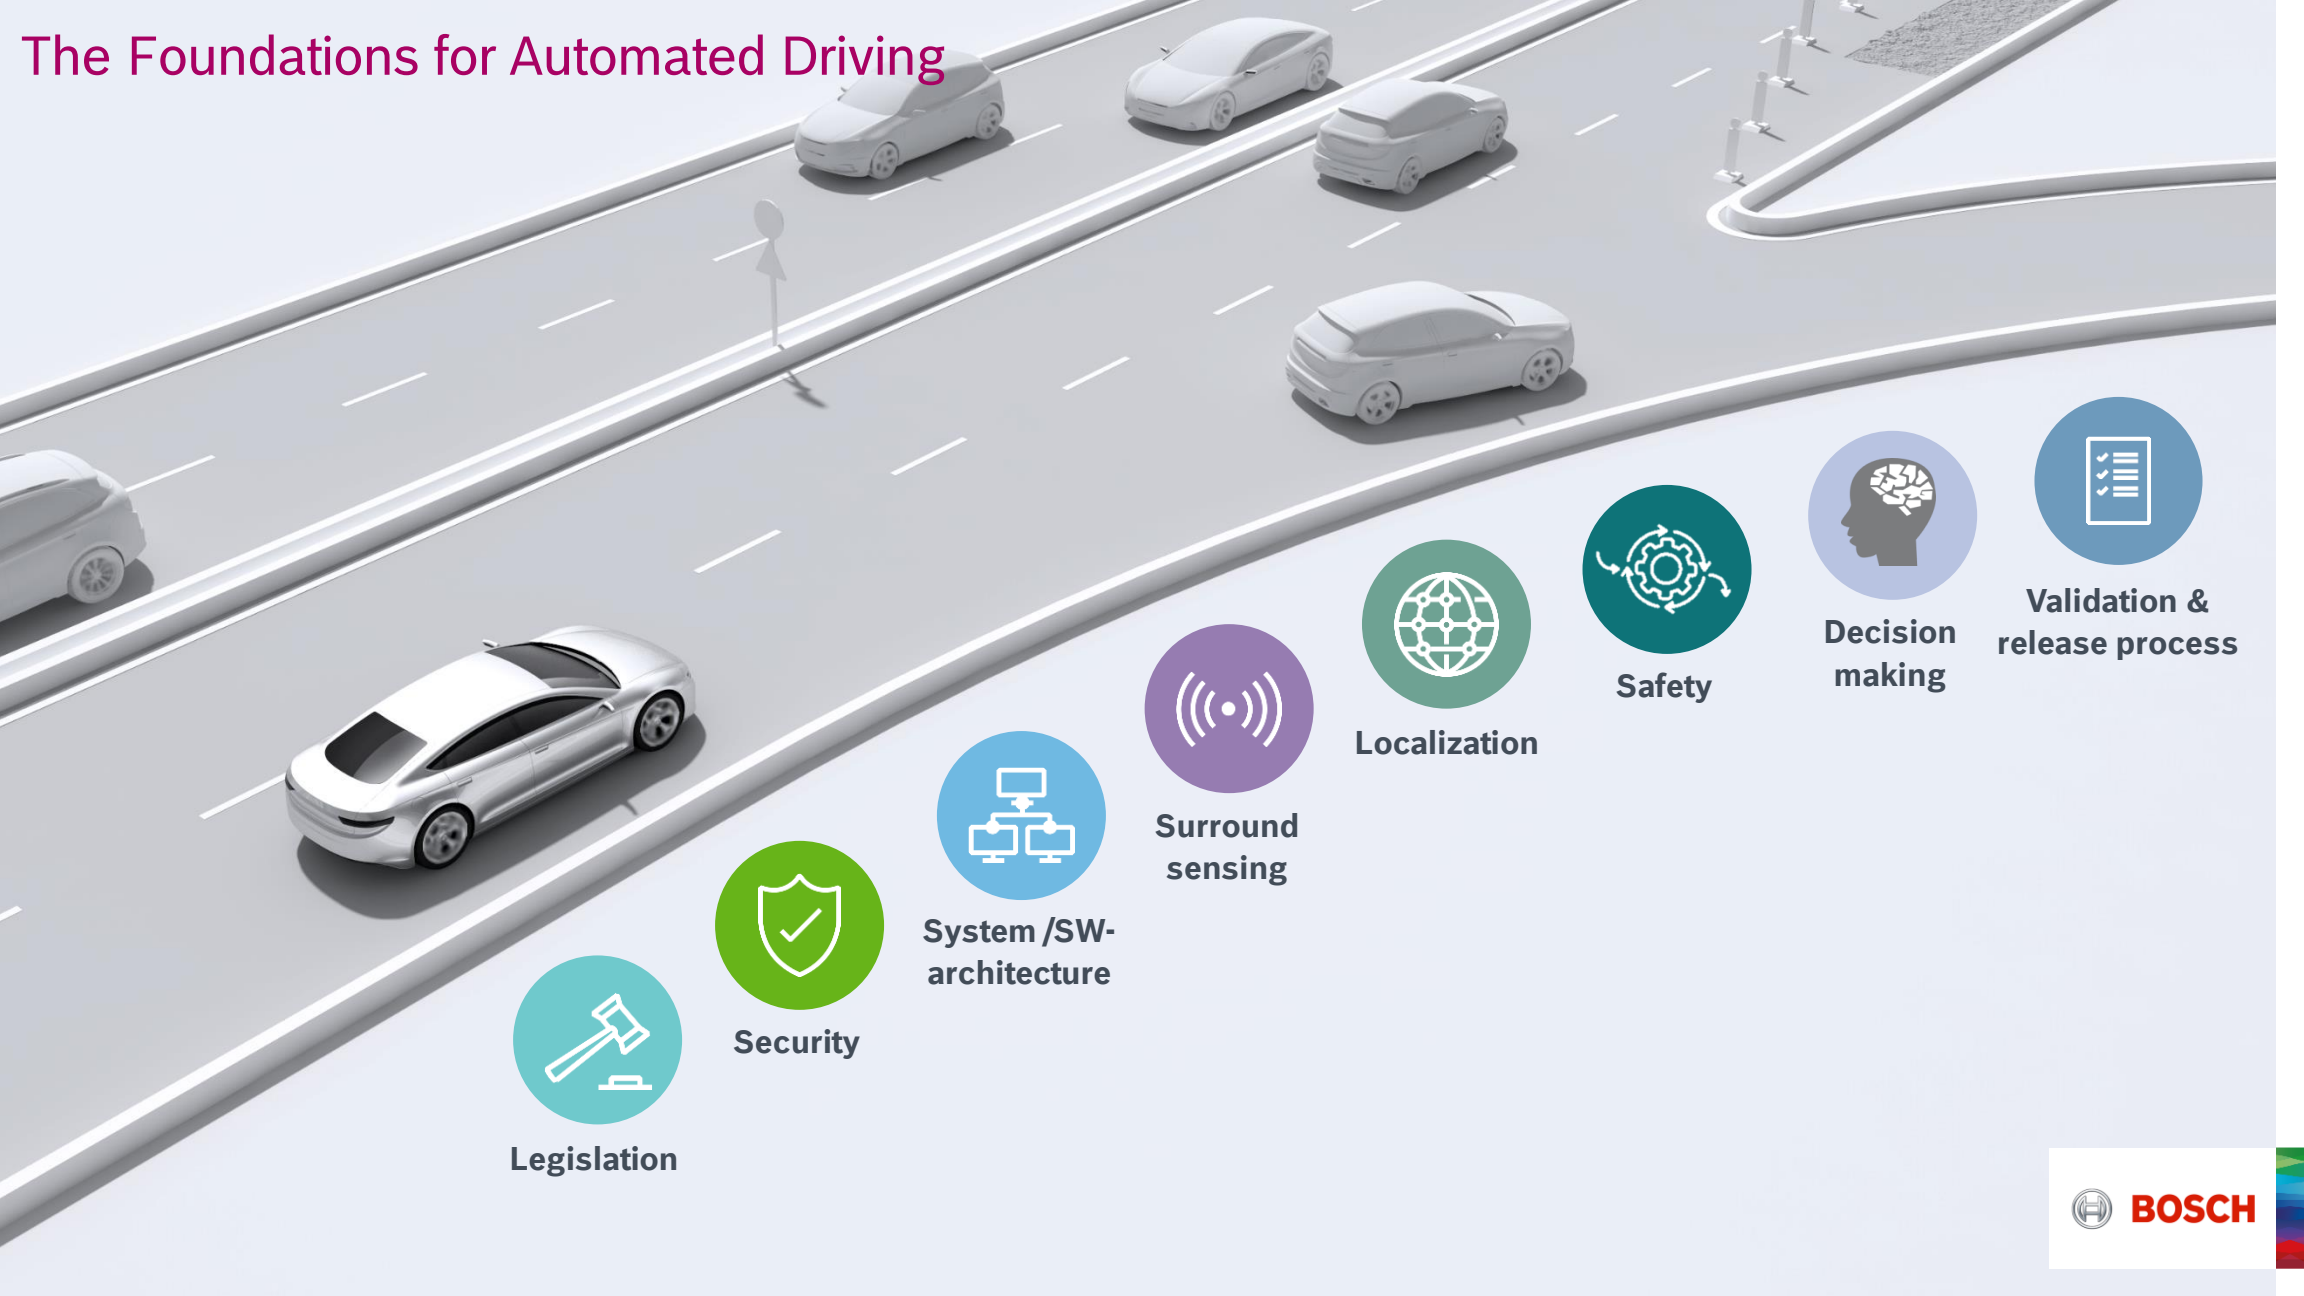 The Foundations for Automated Driving
Legislation
Security
System /SW-
architecture
Surround
sensing
Localization
Safety
Decision
making
Validation &
release process
BOSCH